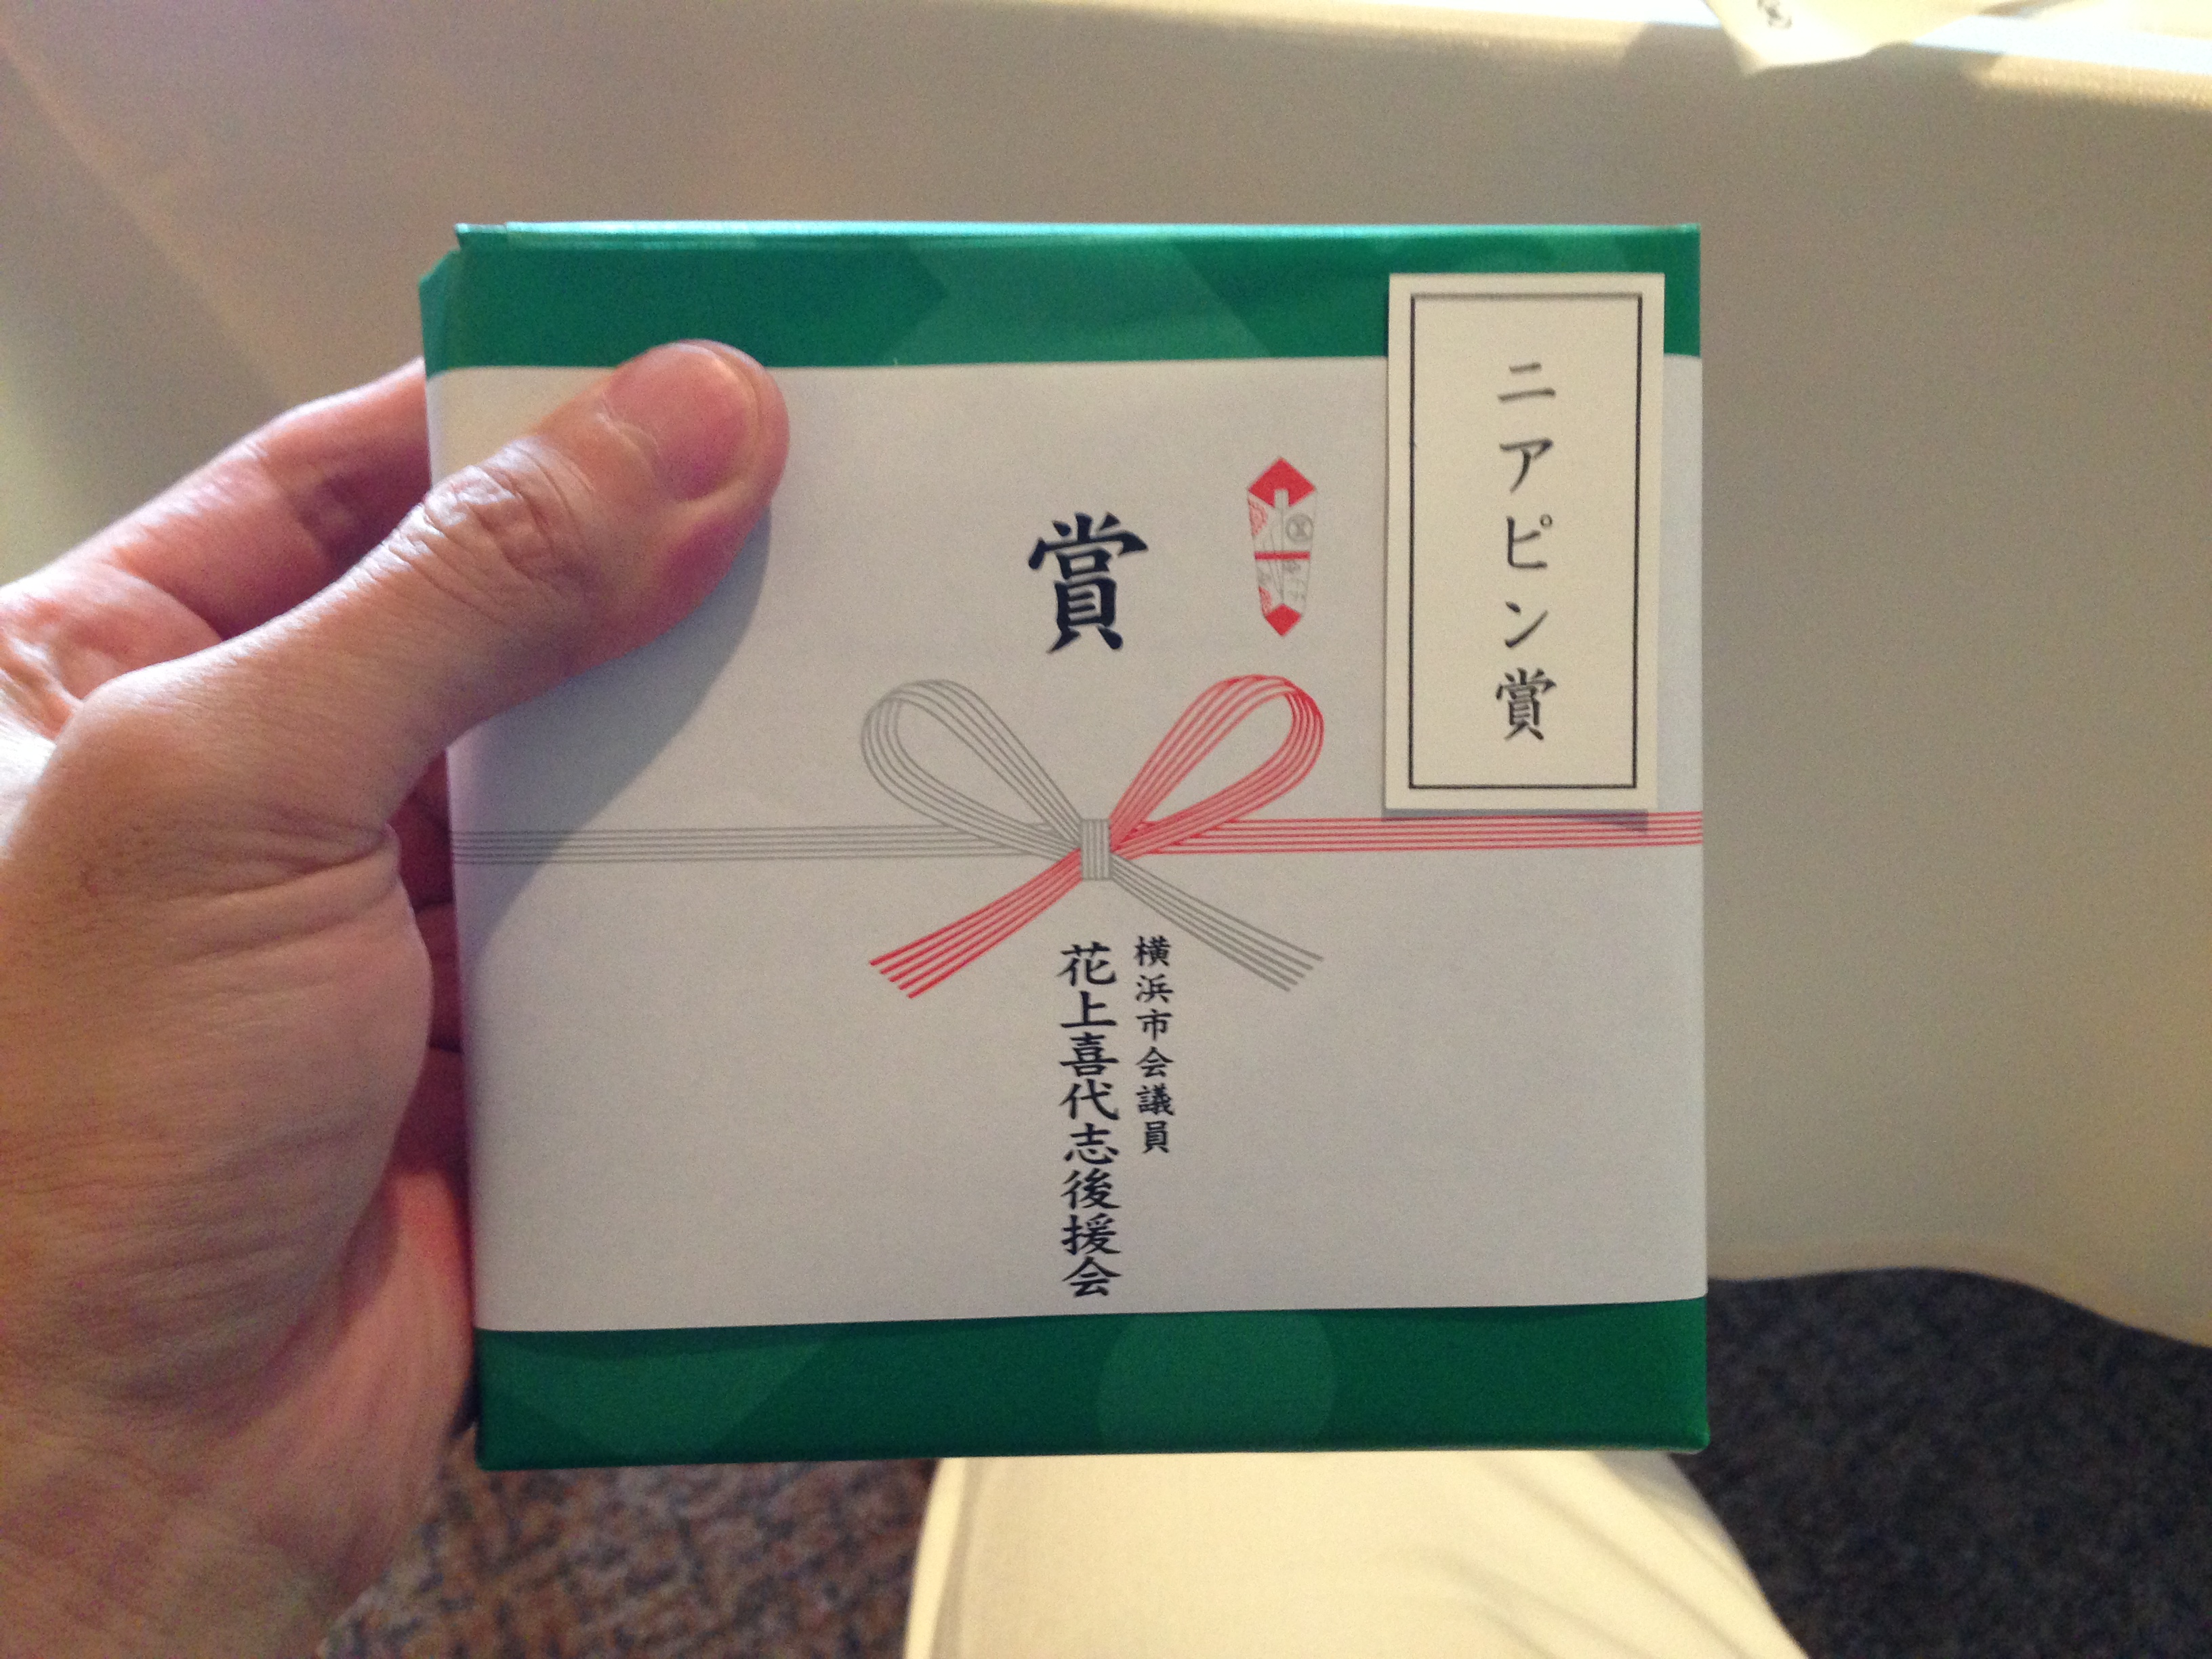 ニアピン賞
賞
横浜市会議員
花上喜代志後援会